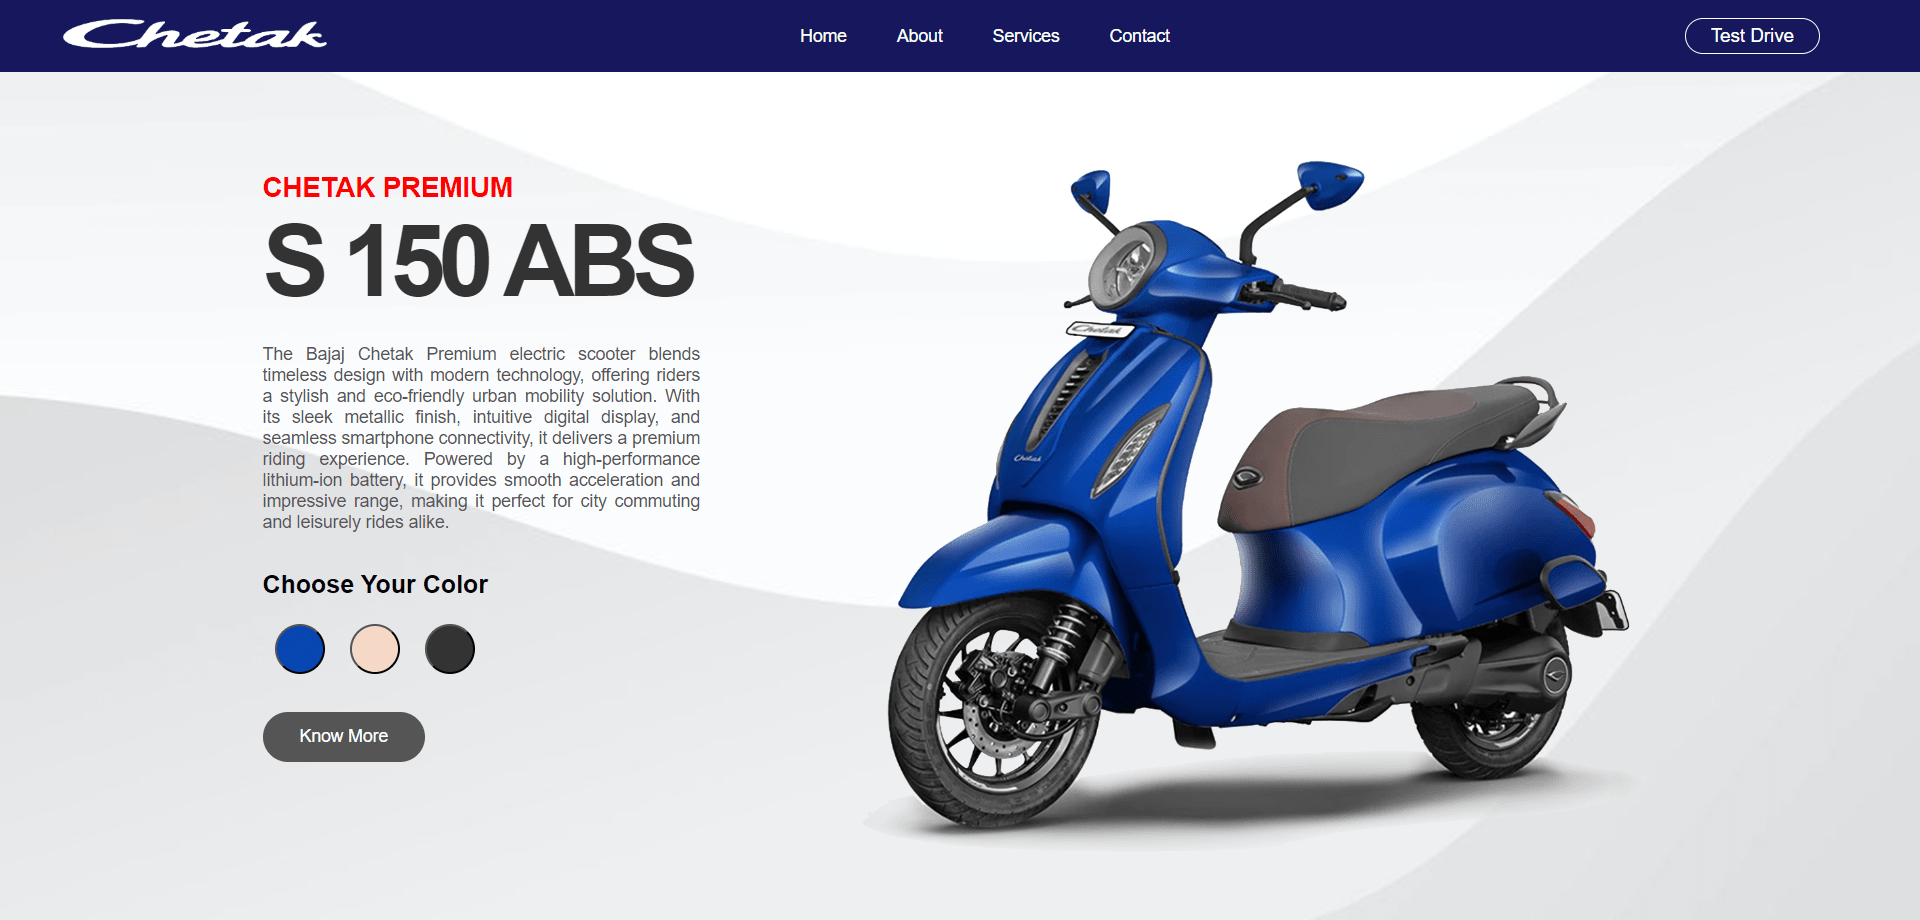 Chetak
Home
About
Services
Contact
Test Drive
CHETAK PREMIUM
S 150 ABS
The Bajaj Chetak Premium electric scooter blends
timeless design with modern technology, offering riders
a stylish and eco-friendly urban mobility solution. With
its sleek metallic finish, intuitive digital display, and
seamless smartphone connectivity, it delivers a premium
riding experience. Powered by a high-performance
lithium-ion battery, it provides smooth acceleration and
impressive range, making it perfect for city commuting
and leisurely rides alike.
Choose Your Color
Know More
Chetak
Chetak